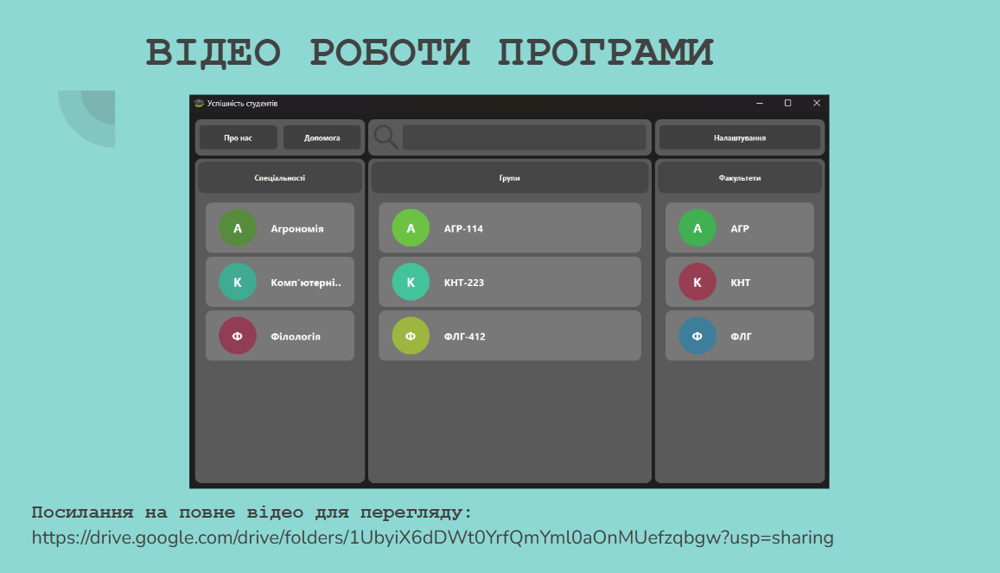 ВІДЕО РОБОТИ ПРОГРАМИ
Успішність студентів
Про нас
Допомога
Налаштування
Спеціальності
Групи
Факультети
А Агрономія
А АГР-114
А АГР
К Комп'ютерні..
К КНТ-223
К КНТ
Ф Філологія
Ф ФЛГ-412
Ф ФЛГ
Посилання на повне відео для перегляду:
https://drive.google.com/drive/folders/1UbyiX6dDWt0YrfQmYml0aOnMUefzqbgw?usp=sharing